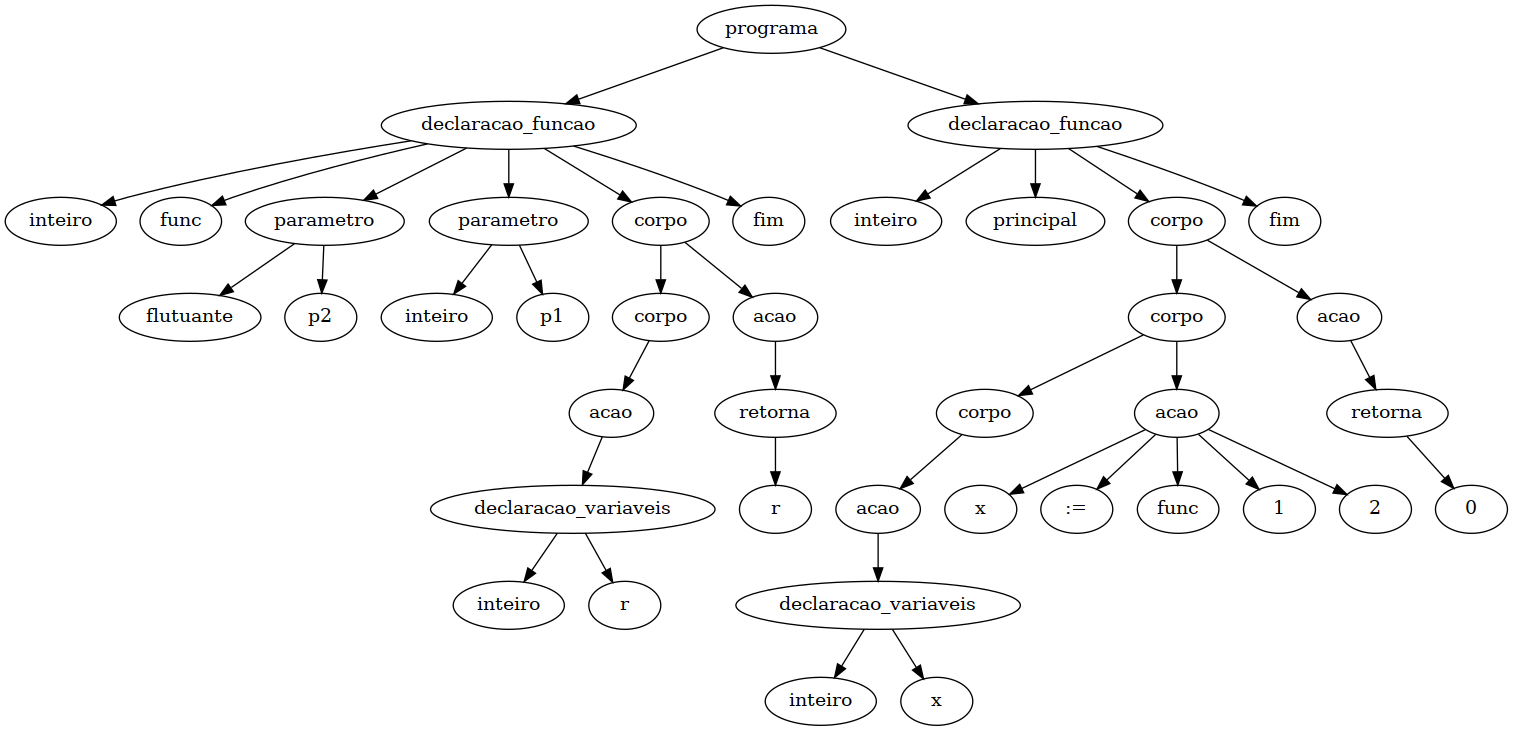 programa
declaracao_funcao declaracao_funcao
inteiro func parametro parametro corpo fim inteiro principal corpo fim
flutuante p2 inteiro p1 corpo acao corpo acao
acao retorna corpo acao retorna
declaracao_variaveis r acao x := func 1 2 0
inteiro r declaracao_variaveis
inteiro x